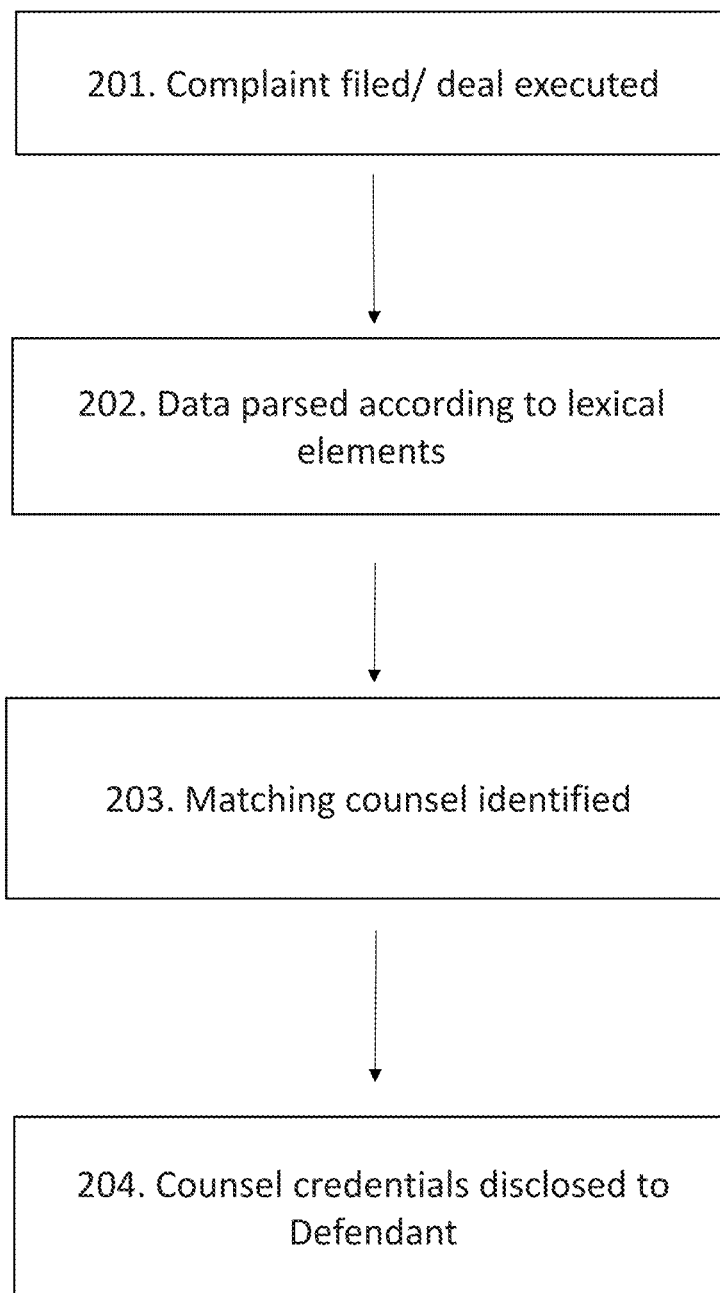 201. Complaint filed/ deal executed
202. Data parsed according to lexical
elements
203. Matching counsel identified
204. Counsel credentials disclosed to
Defendant